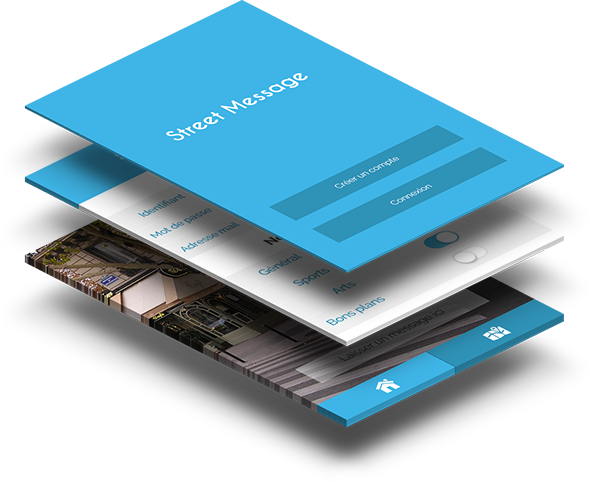 Street Message
Créer un compte
Connexion
Identifiant
Mot de passe
Adresse mail
Général
Sports
Arts
Bons plans
Laisser un message ici